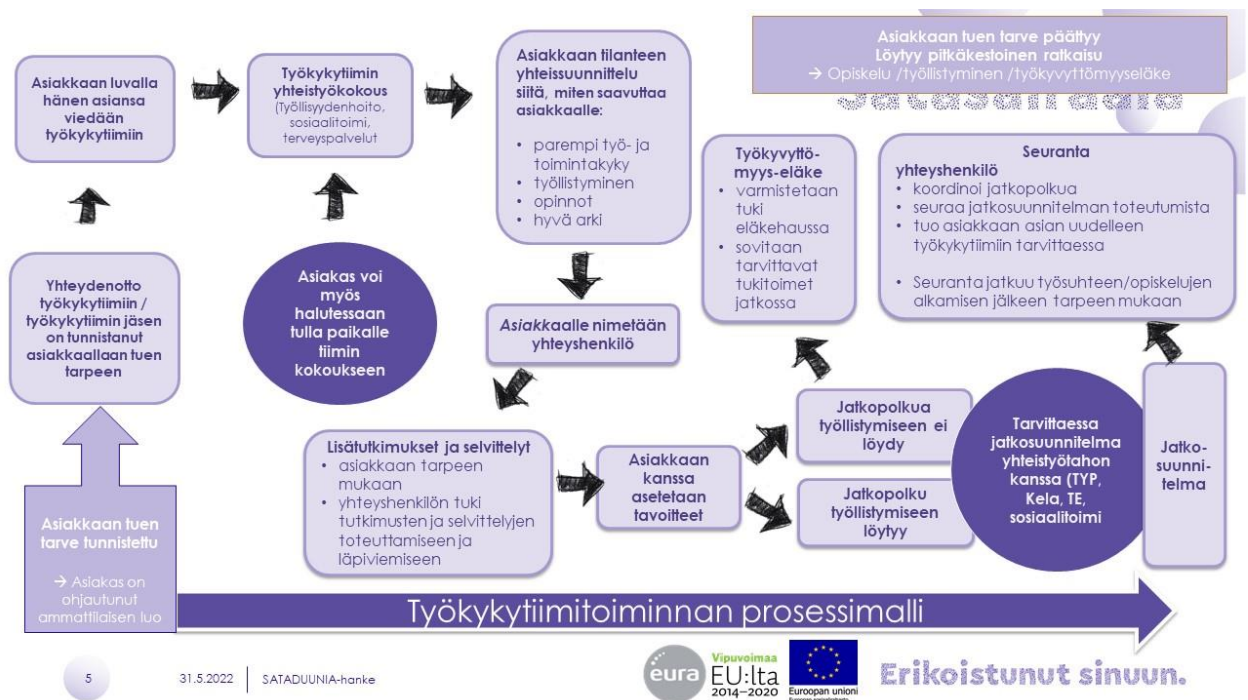 Asiakkaan luvalla
hänen asiansa
viedään
työkykytiimiin
Työkykytiimin
yhteistyökokous
(Työllisyydenhoito,
sosiaalitoimi,
terveyspalvelut
Asiakkaan tilanteen
yhteissuunnittelu
siitä, miten saavuttaa
asiakkaalle:
• parempi työ- ja
toimintakyky
• työllistyminen
• opinnot
• hyvä arki
Asiakkaan tuen tarve päättyy
Löytyy pitkäkestoinen ratkaisu
→ Opiskelu /työllistyminen /työkyvyttömyyseläke
Satasairaala
Työkyvyttö-
myys-eläke
• varmistetaan
tuki
eläkehaussa
• sovitaan
tarvittavat
tukitoimet
jatkossa
Seuranta
yhteyshenkilö
• koordinoi jatkopolkua
• seuraa jatkosuunnitelman toteutumista
• tuo asiakkaan asian uudelleen
työkykytiimiin tarvittaessa
• Seuranta jatkuu työsuhteen/opiskelujen
alkamisen jälkeen tarpeen mukaan
Yhteydenotto
työkykytiimiin /
työkykytiimin jäsen
on tunnistanut
asiakkaallaan tuen
tarpeen
Asiakas voi
myös
halutessaan
tulla paikalle
tiimin
kokoukseen
Asiakkaalle nimetään
yhteyshenkilö
Lisätutkimukset ja selvittelyt
• asiakkaan tarpeen
mukaan
• yhteyshenkilön tuki
tutkimusten ja selvittelyjen
toteuttamiseen ja
läpiviemiseen
Asiakkaan
kanssa
asetetaan
tavoitteet
Jatkopolkua
työllistymiseen ei
löydy
Jatkopolku
työllistymiseen
löytyy
Tarvittaessa
jatkosuunnitelma
yhteistyötahon
kanssa (TYP,
Kela, TE,
sosiaalitoimi
Jatko-
suunni-
telma
Asiakkaan tuen
tarve tunnistettu
→ Asiakas on
ohjautunut
ammattilaisen luo
Työkykytiimitoiminnan prosessimalli
5
31.5.2022
SATADUUNIA-hanke
eura
Vipuvoimaa
EU:lta
2014–2020
Euroopan unioni
Erikoistunut sinuun.